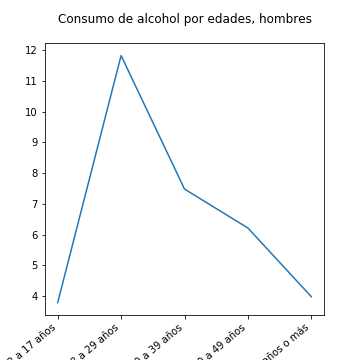 Consumo de alcohol por edades, hombres
12
11
10
9
8
7
6
5
4
a 17 años
a 29 años
a 39 años
a 49 años
años o más